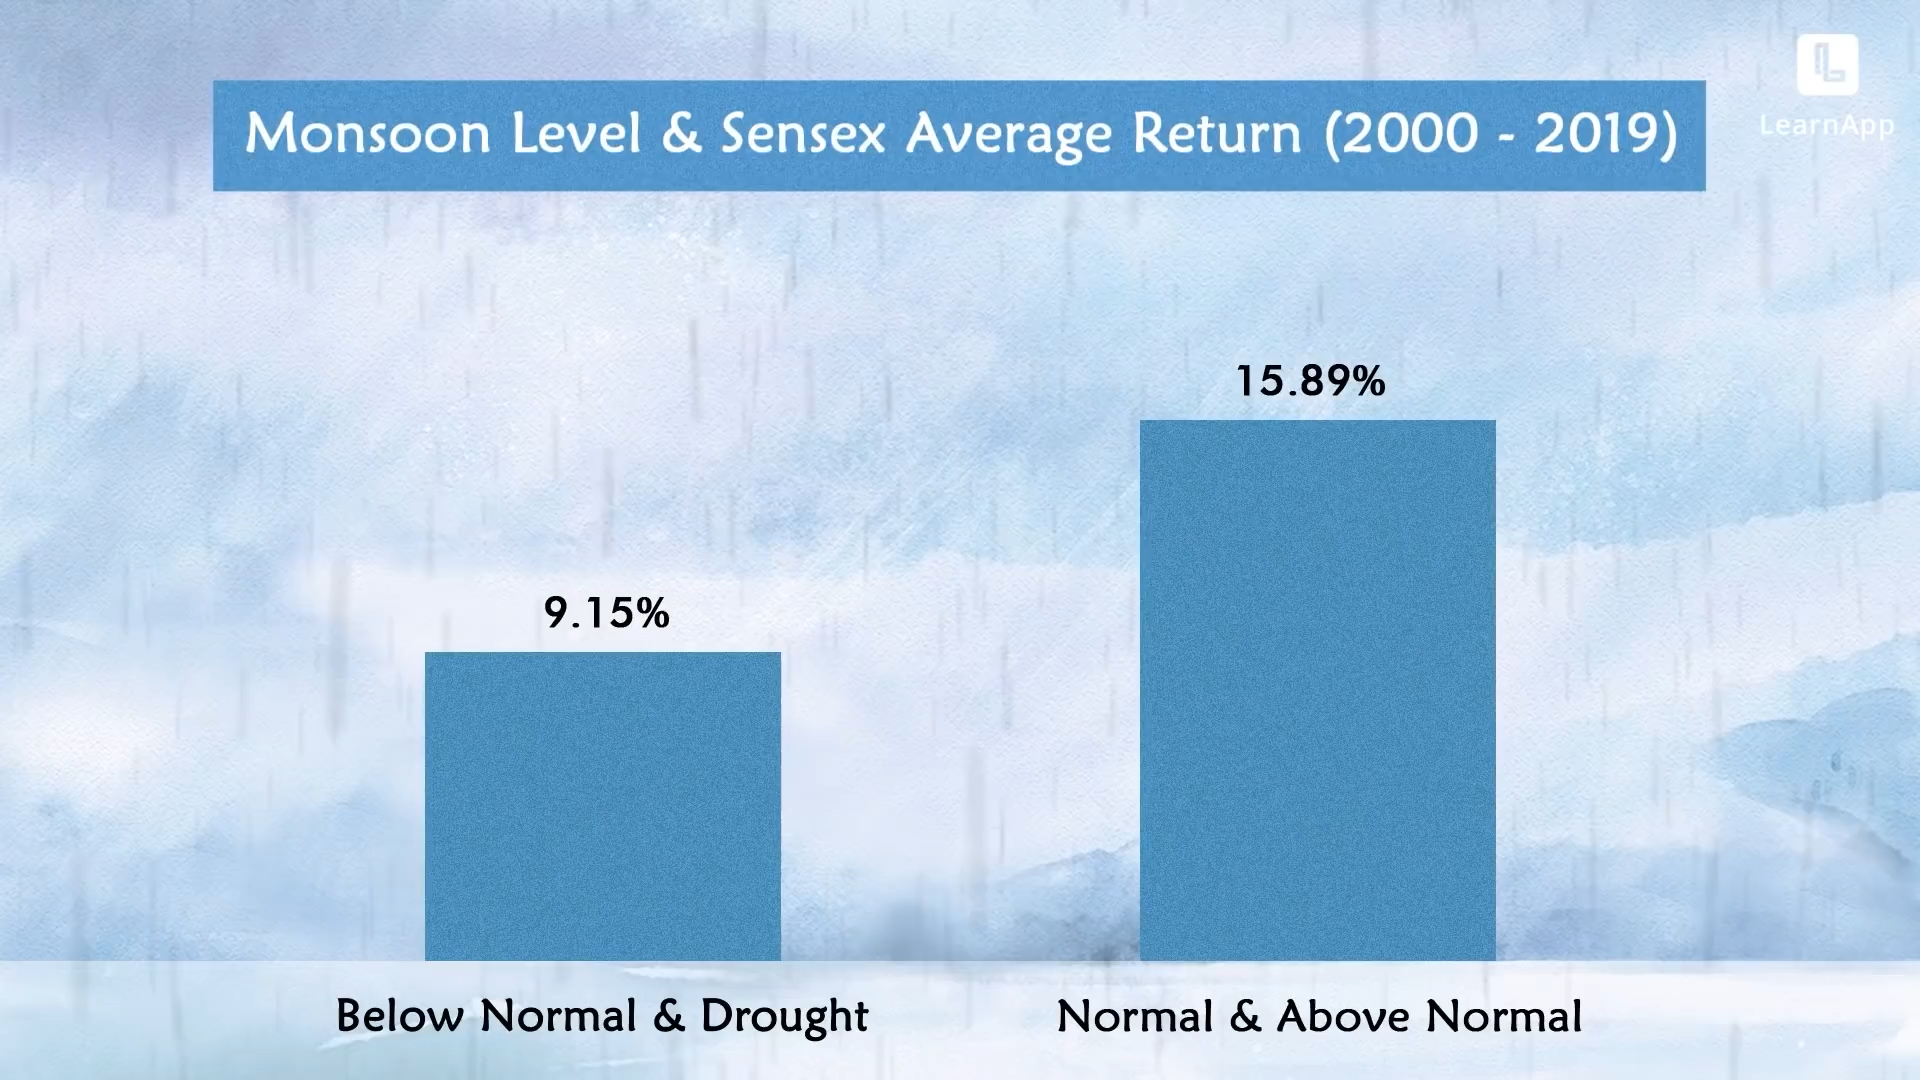 Monsoon Level & Sensex Average Return (2000 - 2019)
LearnApp
15.89%
9.15%
Below Normal & Drought
Normal & Above Normal